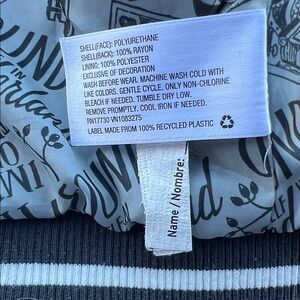 SHELL(FACE): POLYURETHANE
SHELL(BACK): 100% RAYON
LINING: 100% POLYESTER
EXCLUSIVE OF DECORATION
BEFORE WEAR. MACHINE WASH COLD WITH
LIKE COLORS. GENTLE CYCLE. ONLY NON-CHLORINE
BLEACH IF NEEDED. TUMBLE DRY LOW.
REMOVE PROMPTLY. COOL IRON IF NEEDED.
RN17730 VN1083275
LABEL MADE FROM 100% RECYCLED PLASTIC
Name / Nombre: